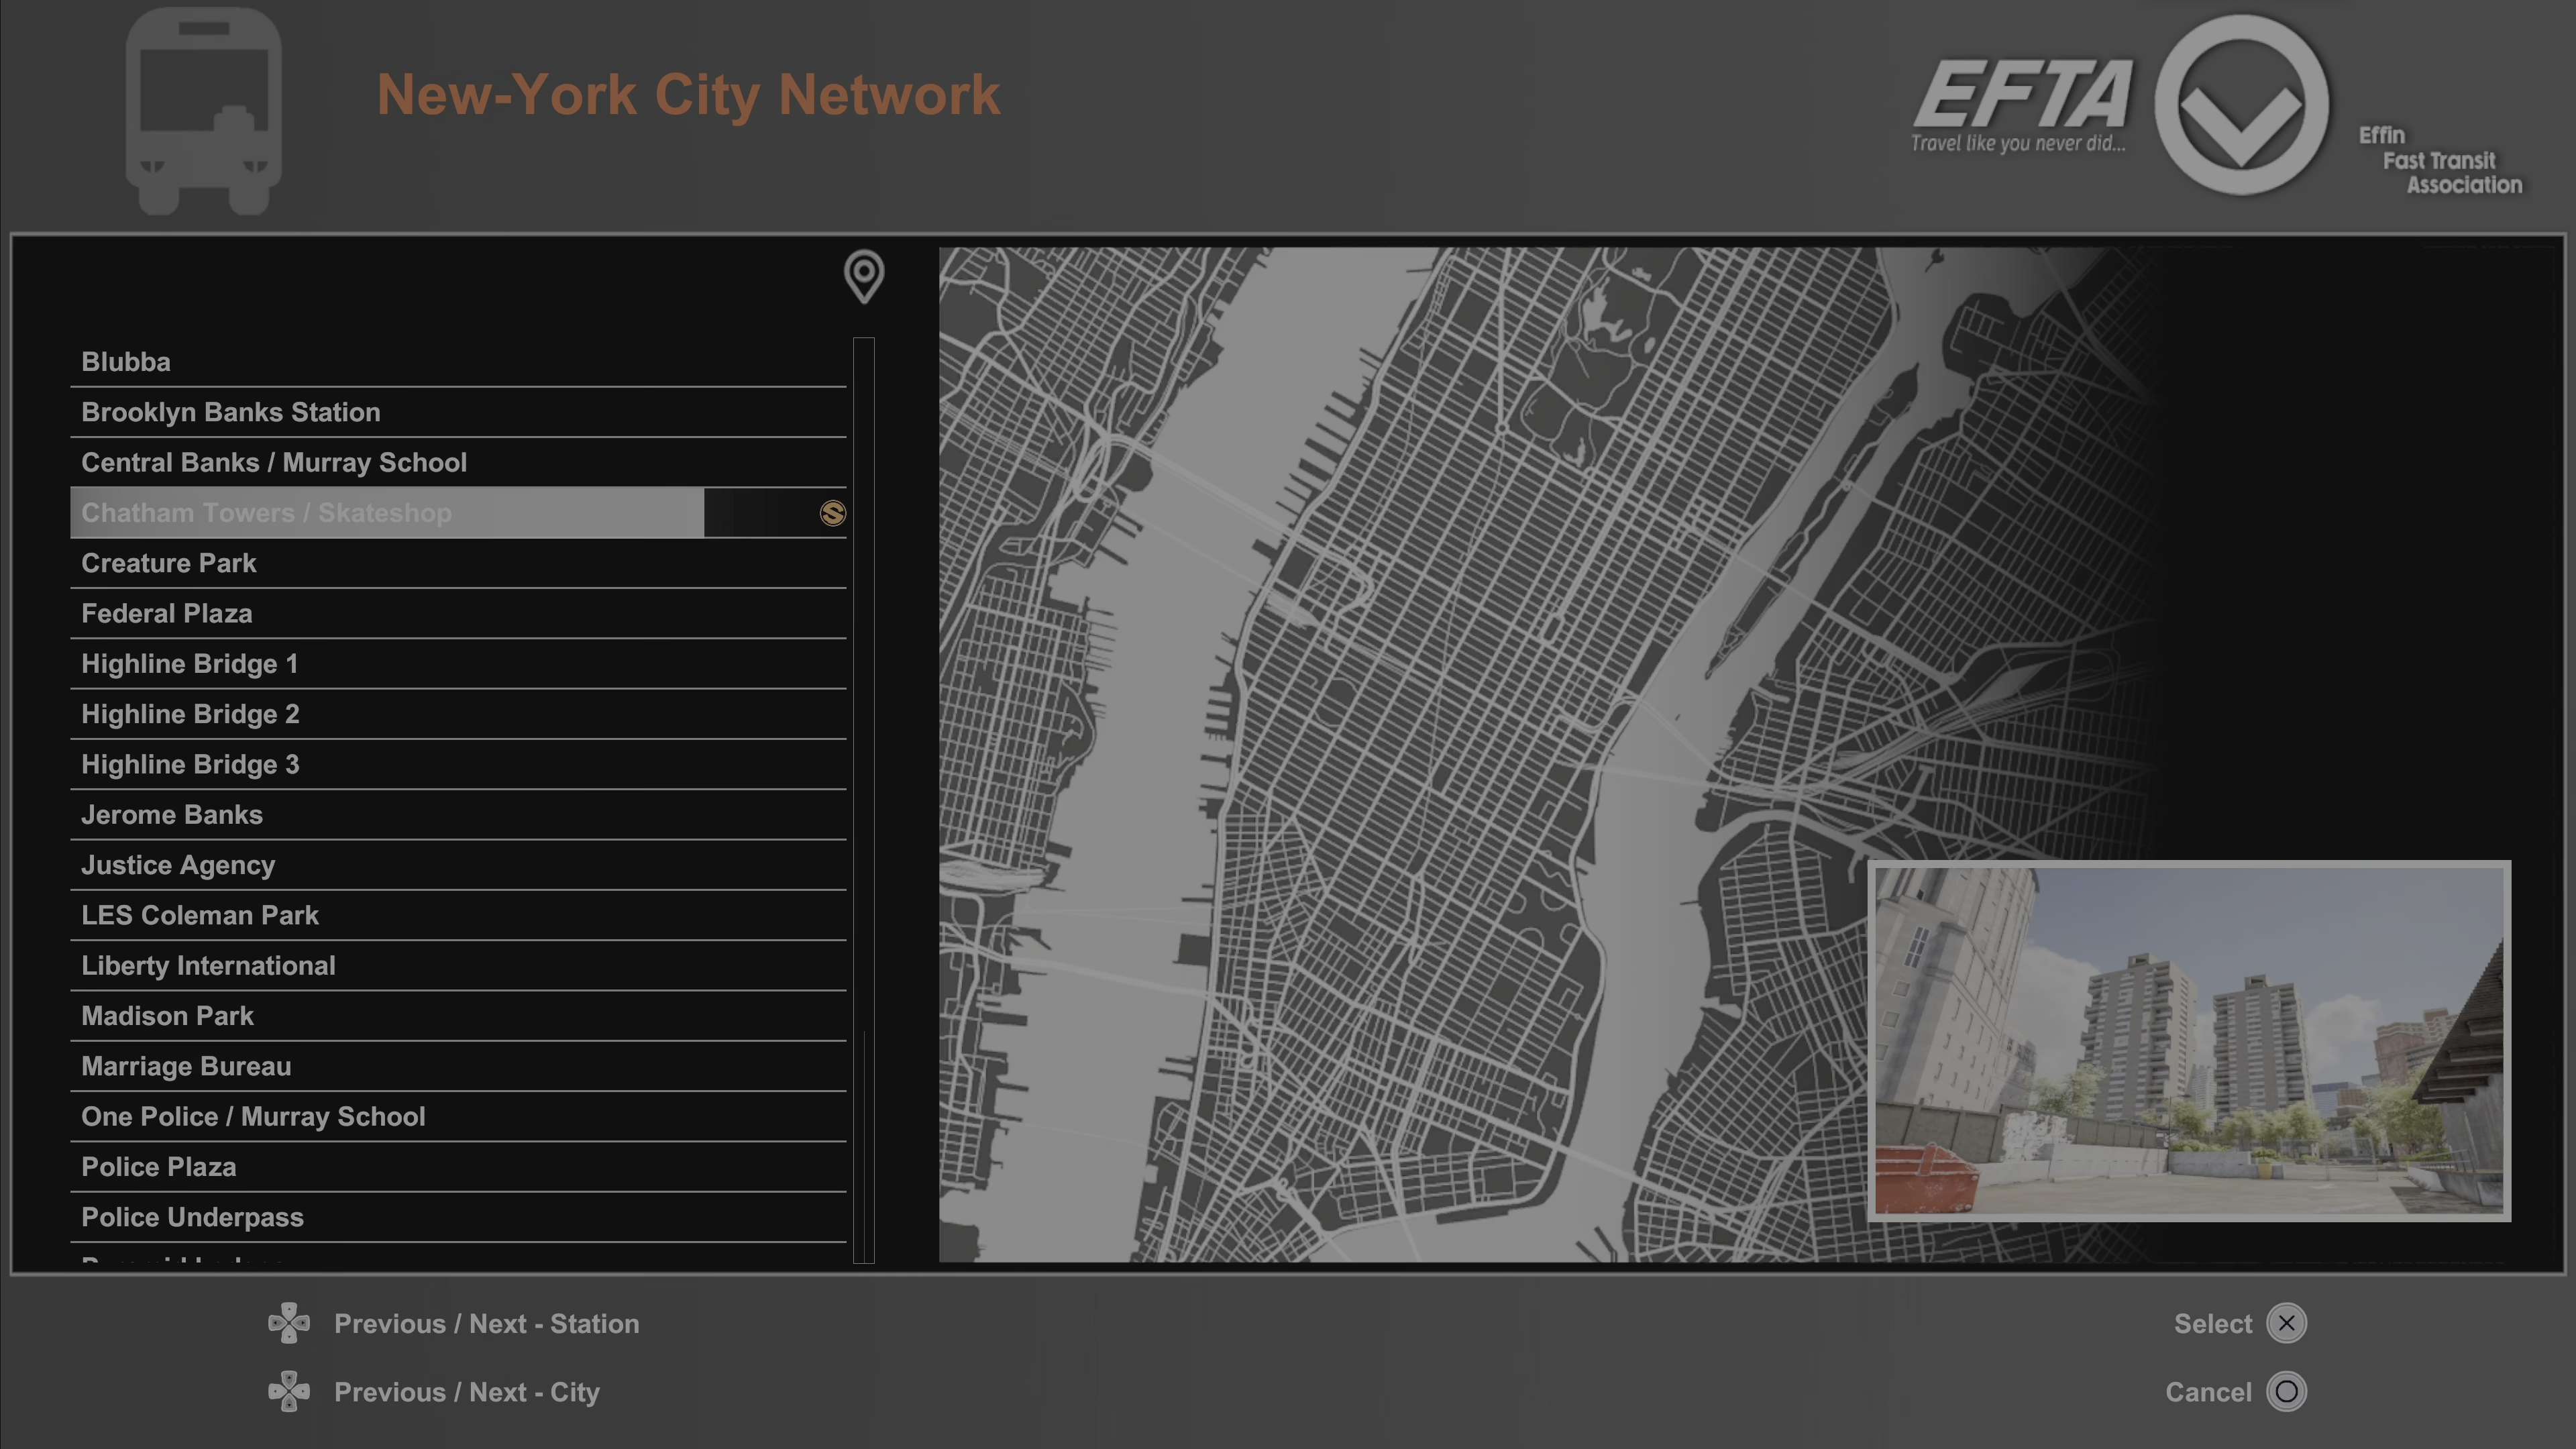 New-York City Network
EFTA
Travel like you never did...
Effin
Fast Transit
Association
Blubba
Brooklyn Banks Station
Central Banks / Murray School
Chatham Towers / Skateshop
S
Creature Park
Federal Plaza
Highline Bridge 1
Highline Bridge 2
Highline Bridge 3
Jerome Banks
Justice Agency
LES Coleman Park
Liberty International
Madison Park
Marriage Bureau
One Police / Murray School
Police Plaza
Police Underpass
Previous / Next - Station
Select
Previous / Next - City
Cancel